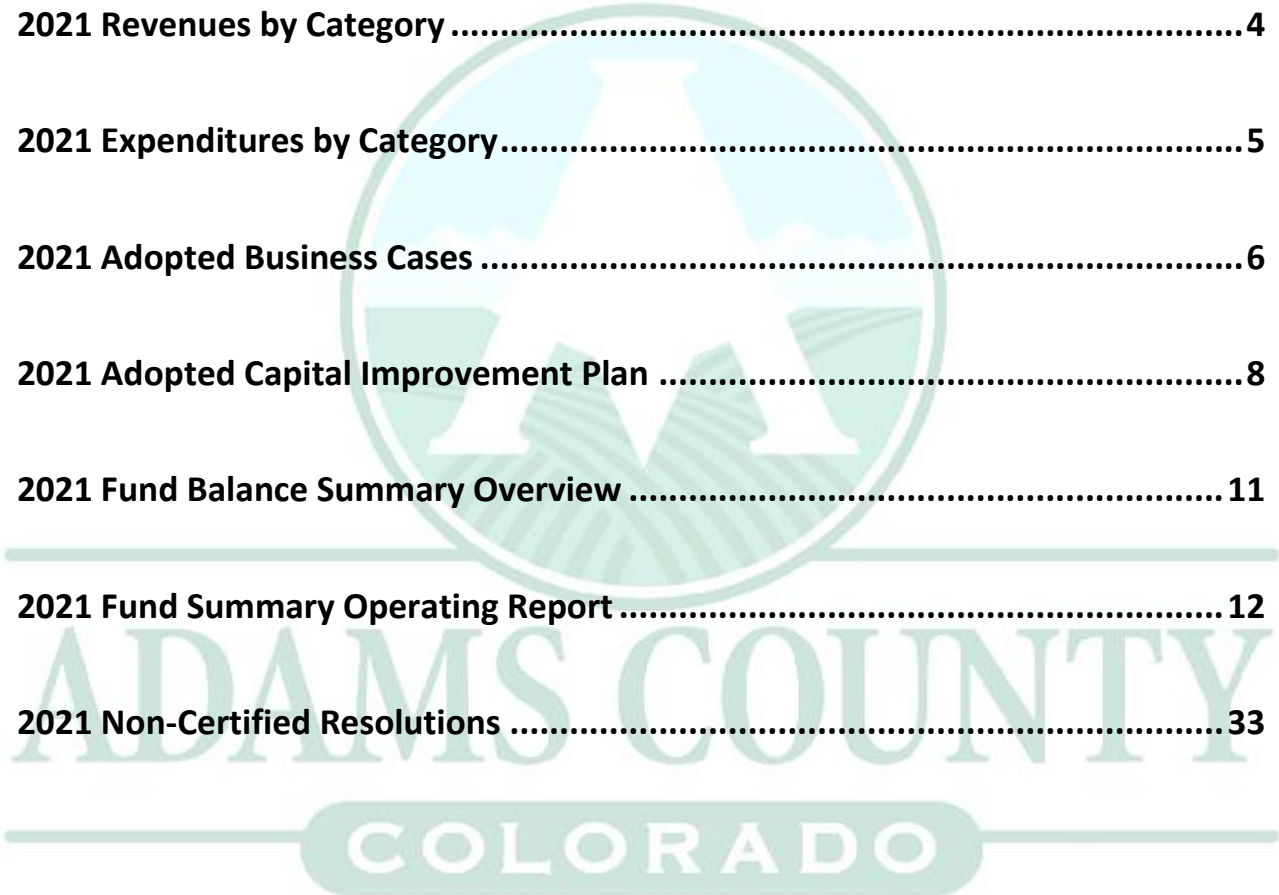 2021 Revenues by Category ........................................................................................... 4
2021 Expenditures by Category ..................................................................................... 5
2021 Adopted Business Cases ....................................................................................... 6
2021 Adopted Capital Improvement Plan .................................................................... 8
2021 Fund Balance Summary Overview .................................................................... 11
2021 Fund Summary Operating Report ..................................................................... 12
ADAMS COUNTY
2021 Non-Certified Resolutions ................................................................................. 33
COLORADO